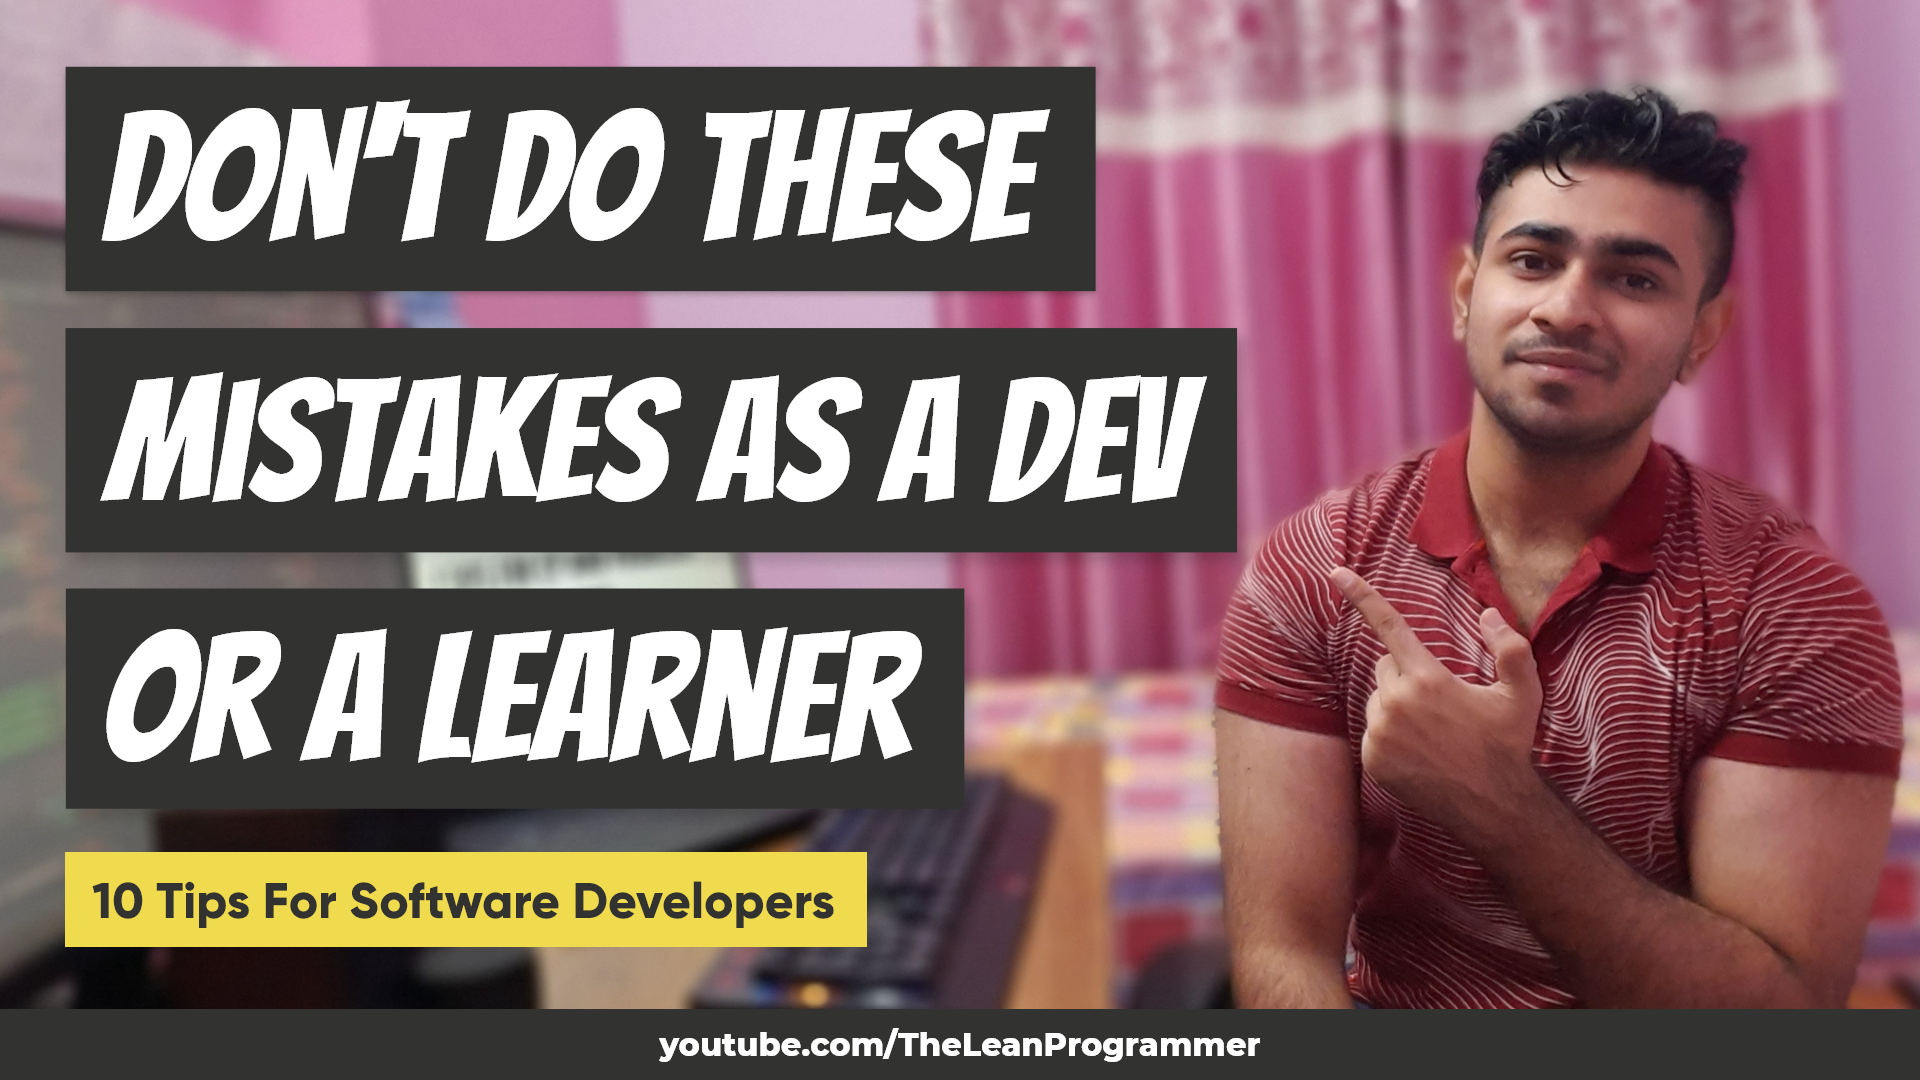 DON'T DO THESE
MISTAKES AS A DEV
OR A LEARNER
10 Tips For Software Developers
youtube.com/TheLeanProgrammer